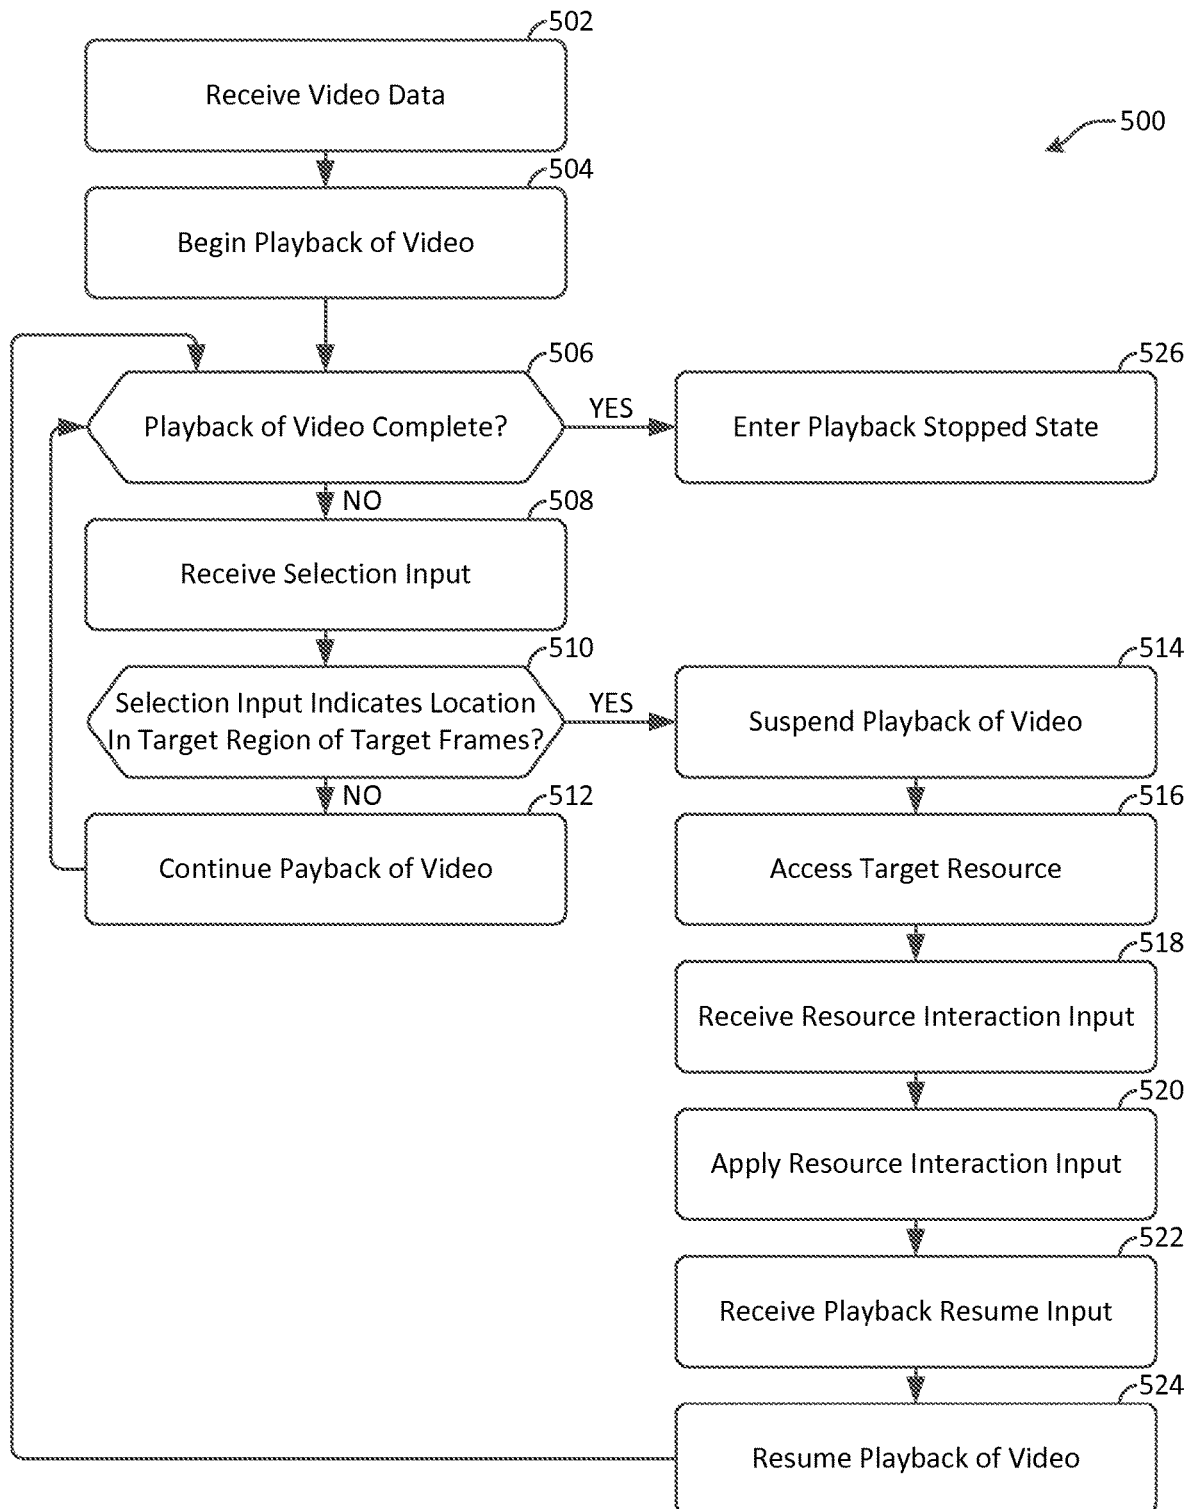 502
Receive Video Data
500
504
Begin Playback of Video
506
Playback of Video Complete?
YES
526
Enter Playback Stopped State
NO
508
Receive Selection Input
510
Selection Input Indicates Location
In Target Region of Target Frames?
YES
514
Suspend Playback of Video
NO
512
Continue Payback of Video
516
Access Target Resource
518
Receive Resource Interaction Input
520
Apply Resource Interaction Input
522
Receive Playback Resume Input
524
Resume Playback of Video